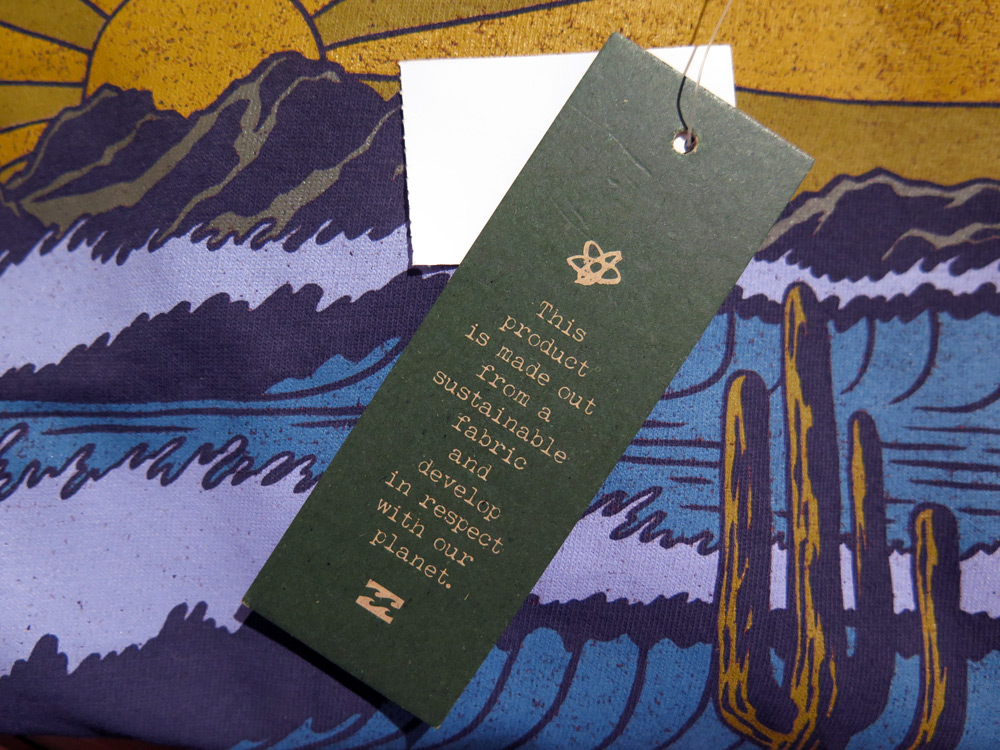 This
product
is made out
from a
sustainable
fabric
and
develop
in respect
with our
planet.